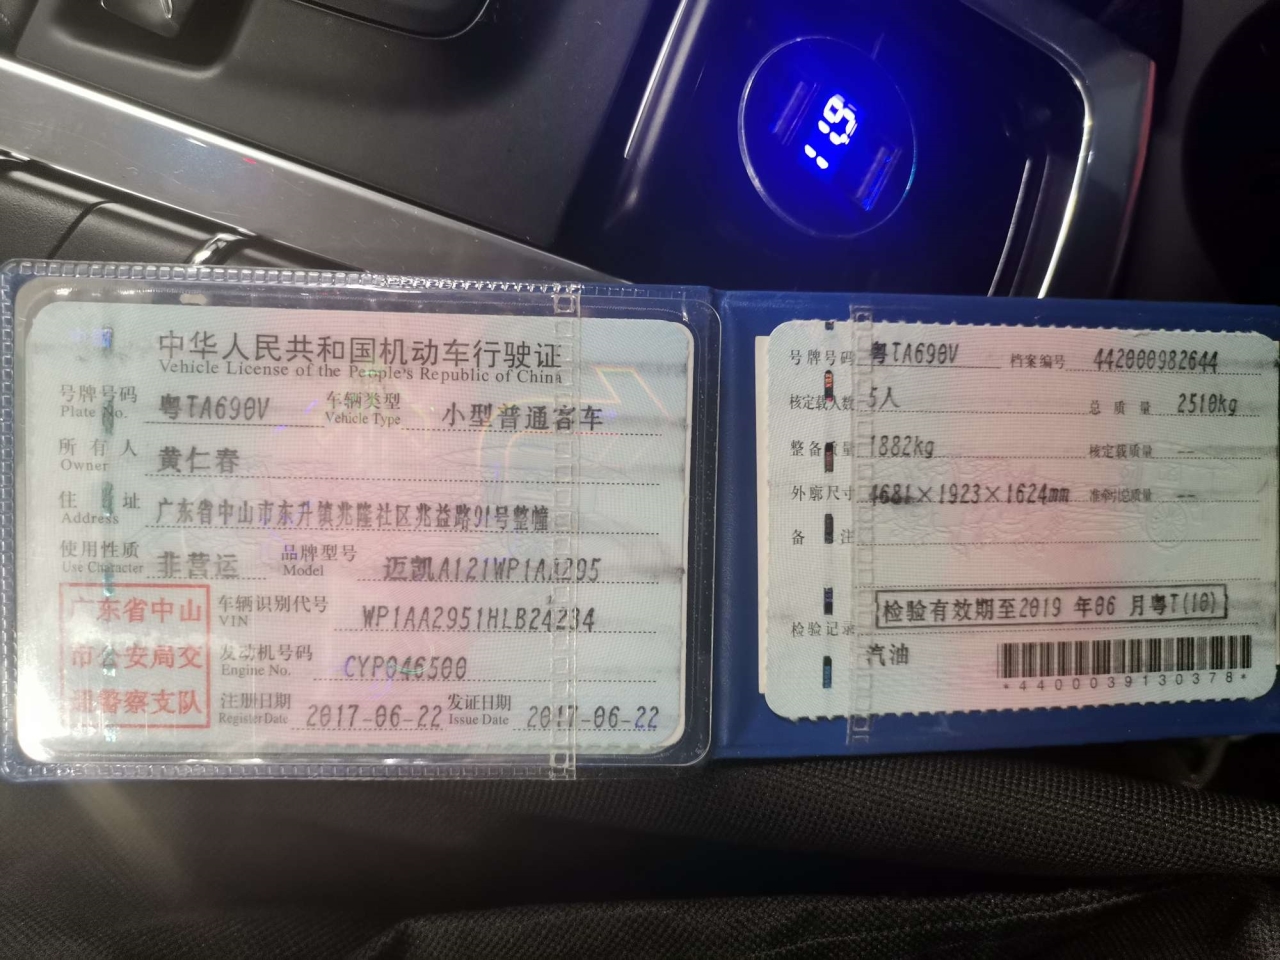 11.9
中华人民共和国机动车行驶证
Vehicle License of the People's Republic of China
号牌号码 粤TA690V 车辆类型 小型普通客车
Plate No. Vehicle Type
所有人 黄仁春
Owner
住址 广东省中山市东升镇兆隆社区兆益路91号整幢
Address
使用性质 非营运 品牌型号 迈凯A121WP1AA295
Use Character Model
广东省中山
市公安局交
通警察支队
车辆识别代号 WP1AA2951HLB24234
VIN
发动机号码 CYP046500
Engine No.
注册日期 2017-06-22 发证日期 2017-06-22
Register Date Issue Date
号牌号码 粤TA690V 档案编号 442000982644
核定载人数 5人 总质量 2510kg
整备质量 1882kg 核定载质量 --
外廓尺寸 4681×1923×1624mm 准牵引总质量 --
备注
检验有效期至2019年06月粤T(10)
检验记录
汽油
*4400039130378*